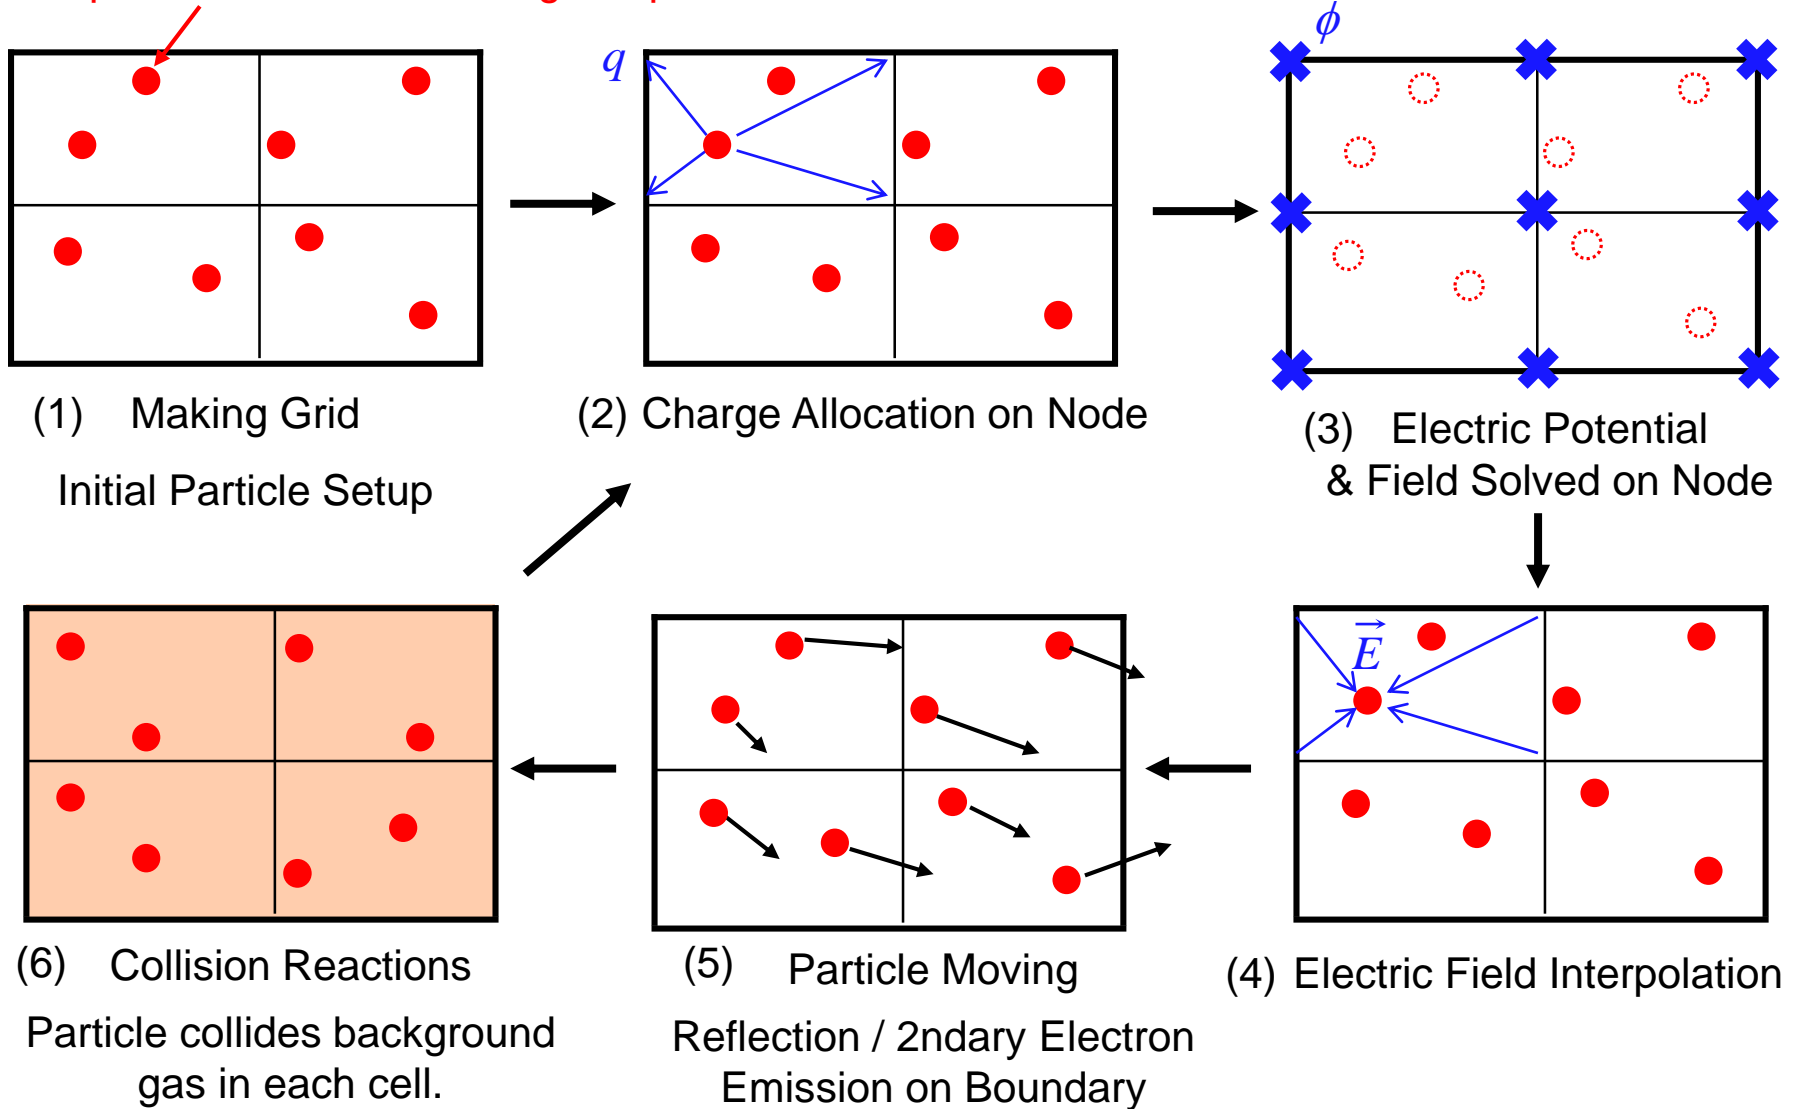 q
ϕ
(1) Making Grid
Initial Particle Setup
(2) Charge Allocation on Node
(3) Electric Potential
& Field Solved on Node
E
(4) Electric Field Interpolation
(5) Particle Moving
Reflection / 2ndary Electron
Emission on Boundary
(6) Collision Reactions
Particle collides background
gas in each cell.